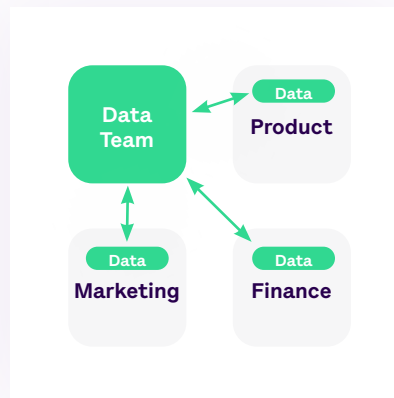 Data
Team
Data
Product
Data
Marketing
Data
Finance